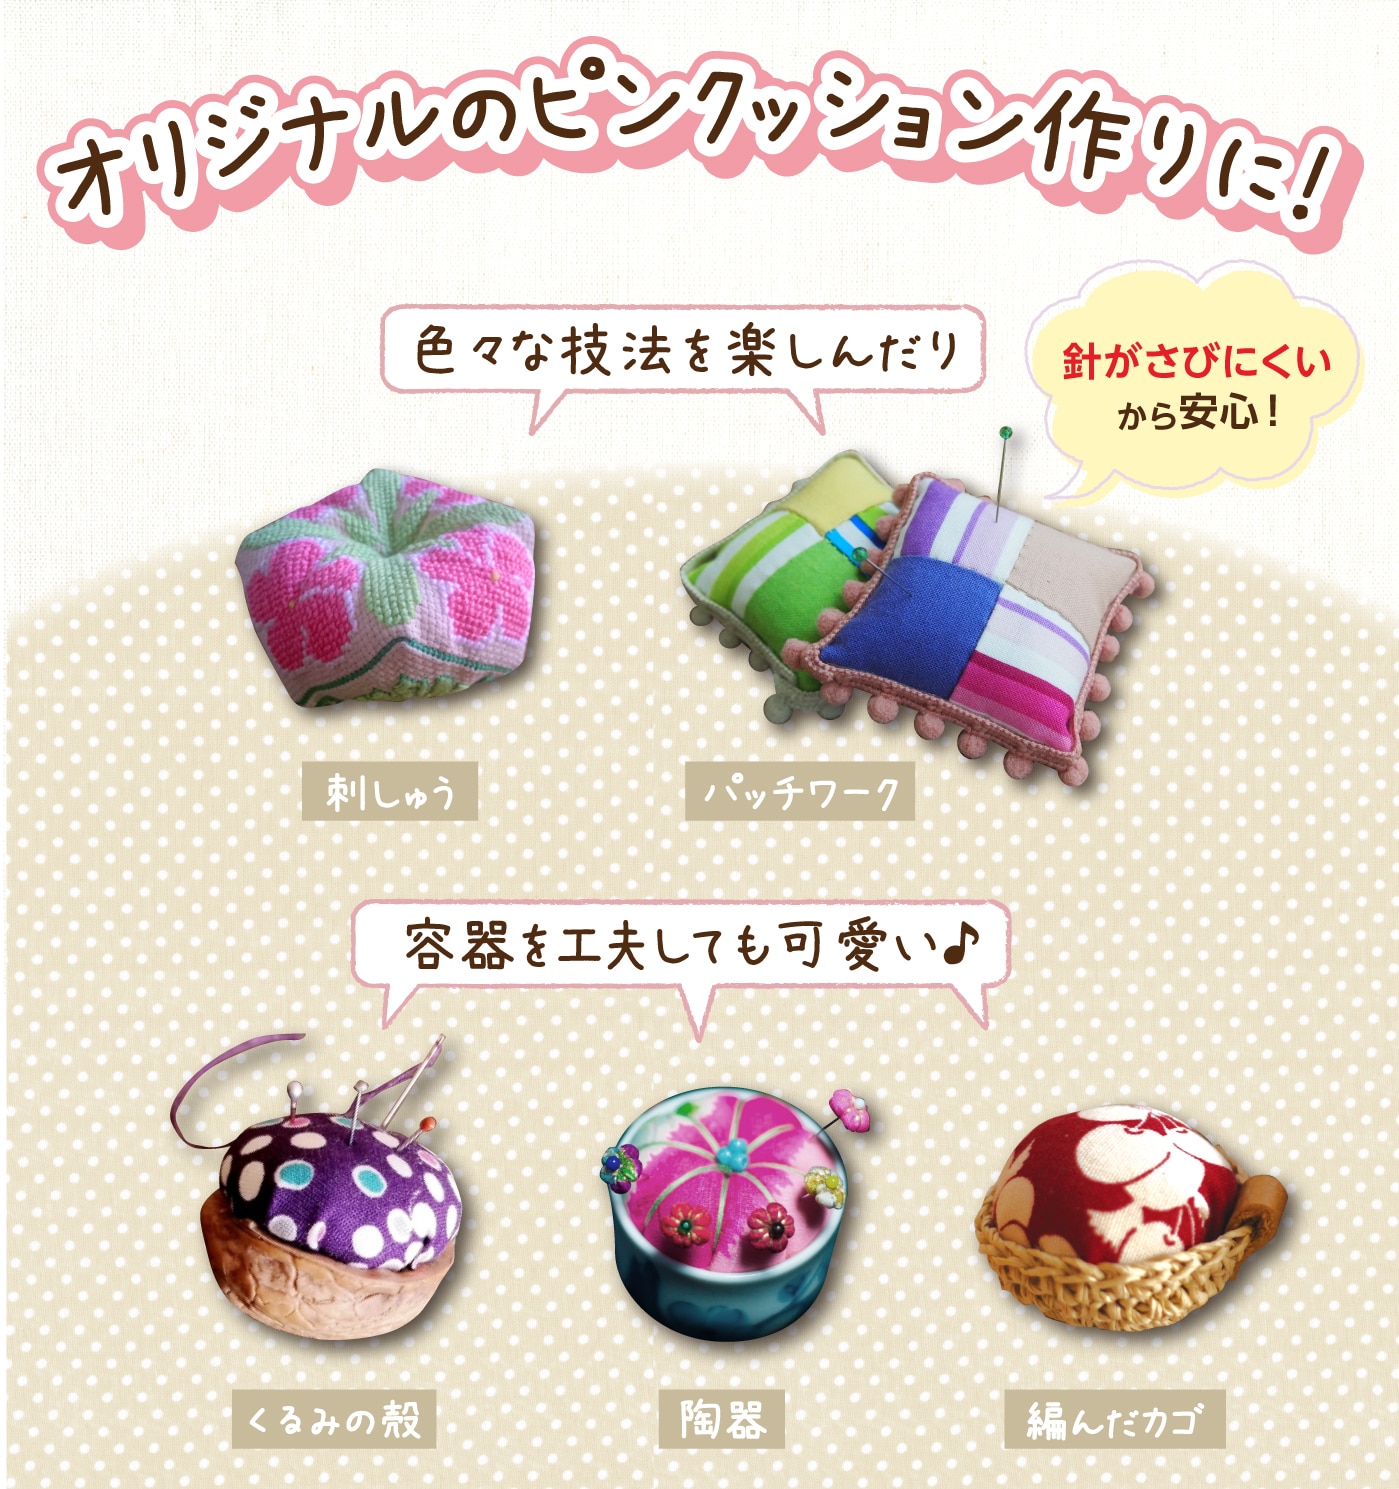 オリジナルのピンクッション作りに!
色々な技法を楽しんだり
針がさびにくい
から安心!
刺しゅう
パッチワーク
容器を工夫しても可愛い♪
くるみの殻
陶器
編んだカゴ